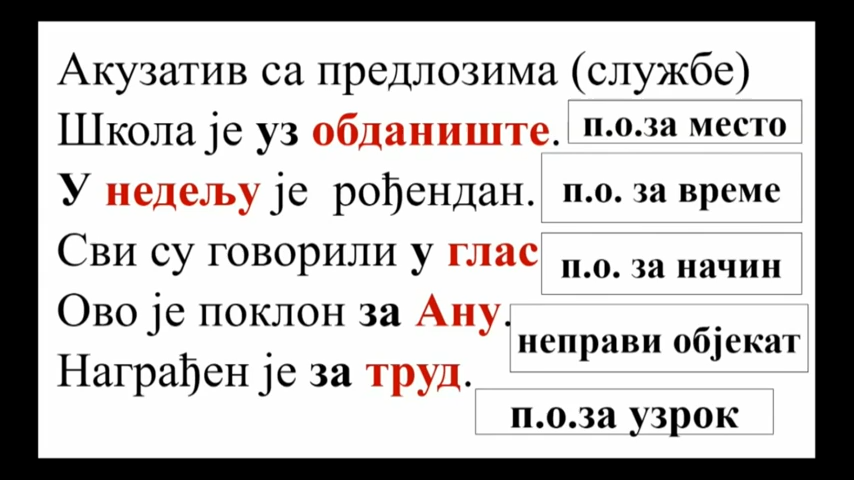 Акузатив са предлозима (службе)
Школа је уз обданиште. п.о.за место
У недељу је рођендан. п.о. за време
Сви су говорили у глас п.о. за начин
Ово је поклон за Ану. неправи објекат
Награђен је за труд.
п.о.за узрок